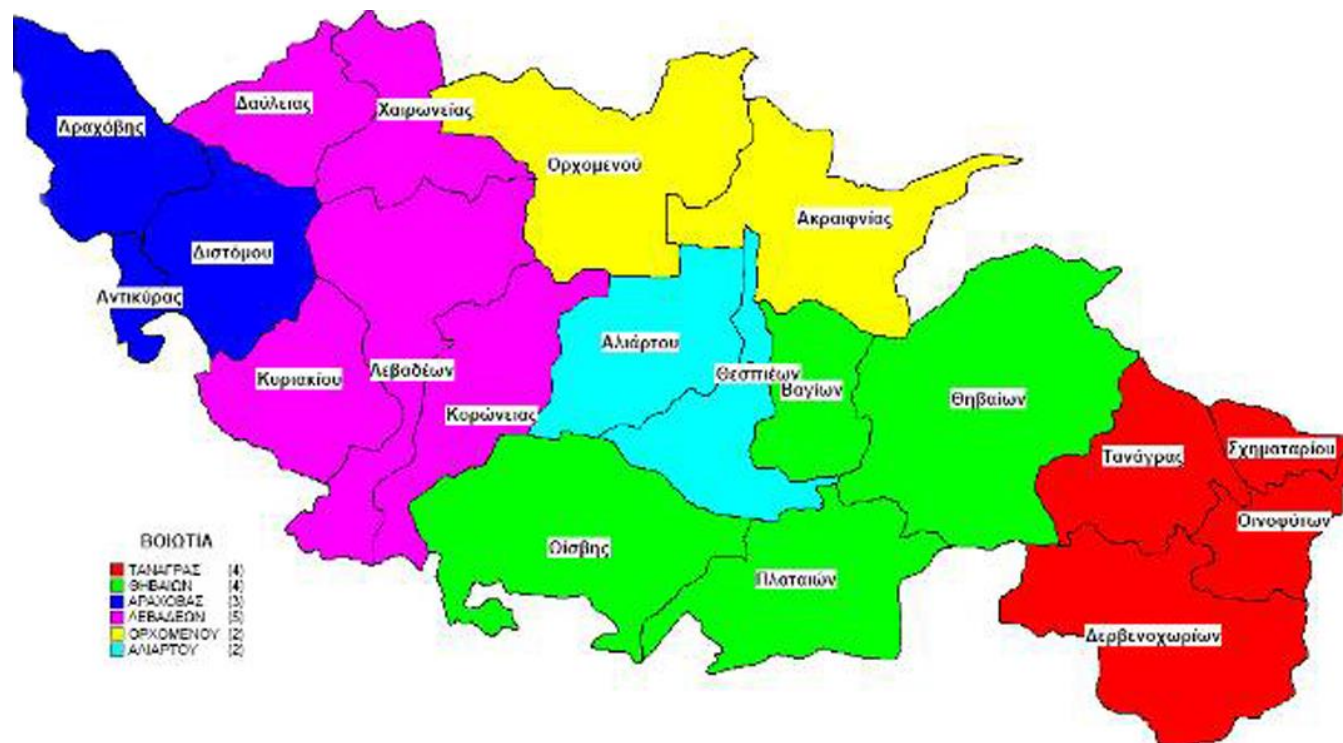 Δαύλειας
Χαιρωνείας
Αραχόβης
Ορχομενού
Ακραιφνίας
Διστόμου
Αντικύρας
Αλιάρτου
Λεβαδέων
Θεσπιέων
Κυριακίου
Βαγίων
Θηβαίων
Κορώνειας
Σχηματαρίου
Τανάγρας
Οινοφύτων
Θίσβης
Πλαταιών
Δερβενοχωρίων
ΒΟΙΩΤΙΑ
ΤΑΝΑΓΡΑΣ (4)
ΘΗΒΑΙΩΝ (4)
ΑΡΑΧΟΒΑΣ (3)
ΛΕΒΑΔΕΩΝ (5)
ΟΡΧΟΜΕΝΟΥ (2)
ΑΛΙΑΡΤΟΥ (2)